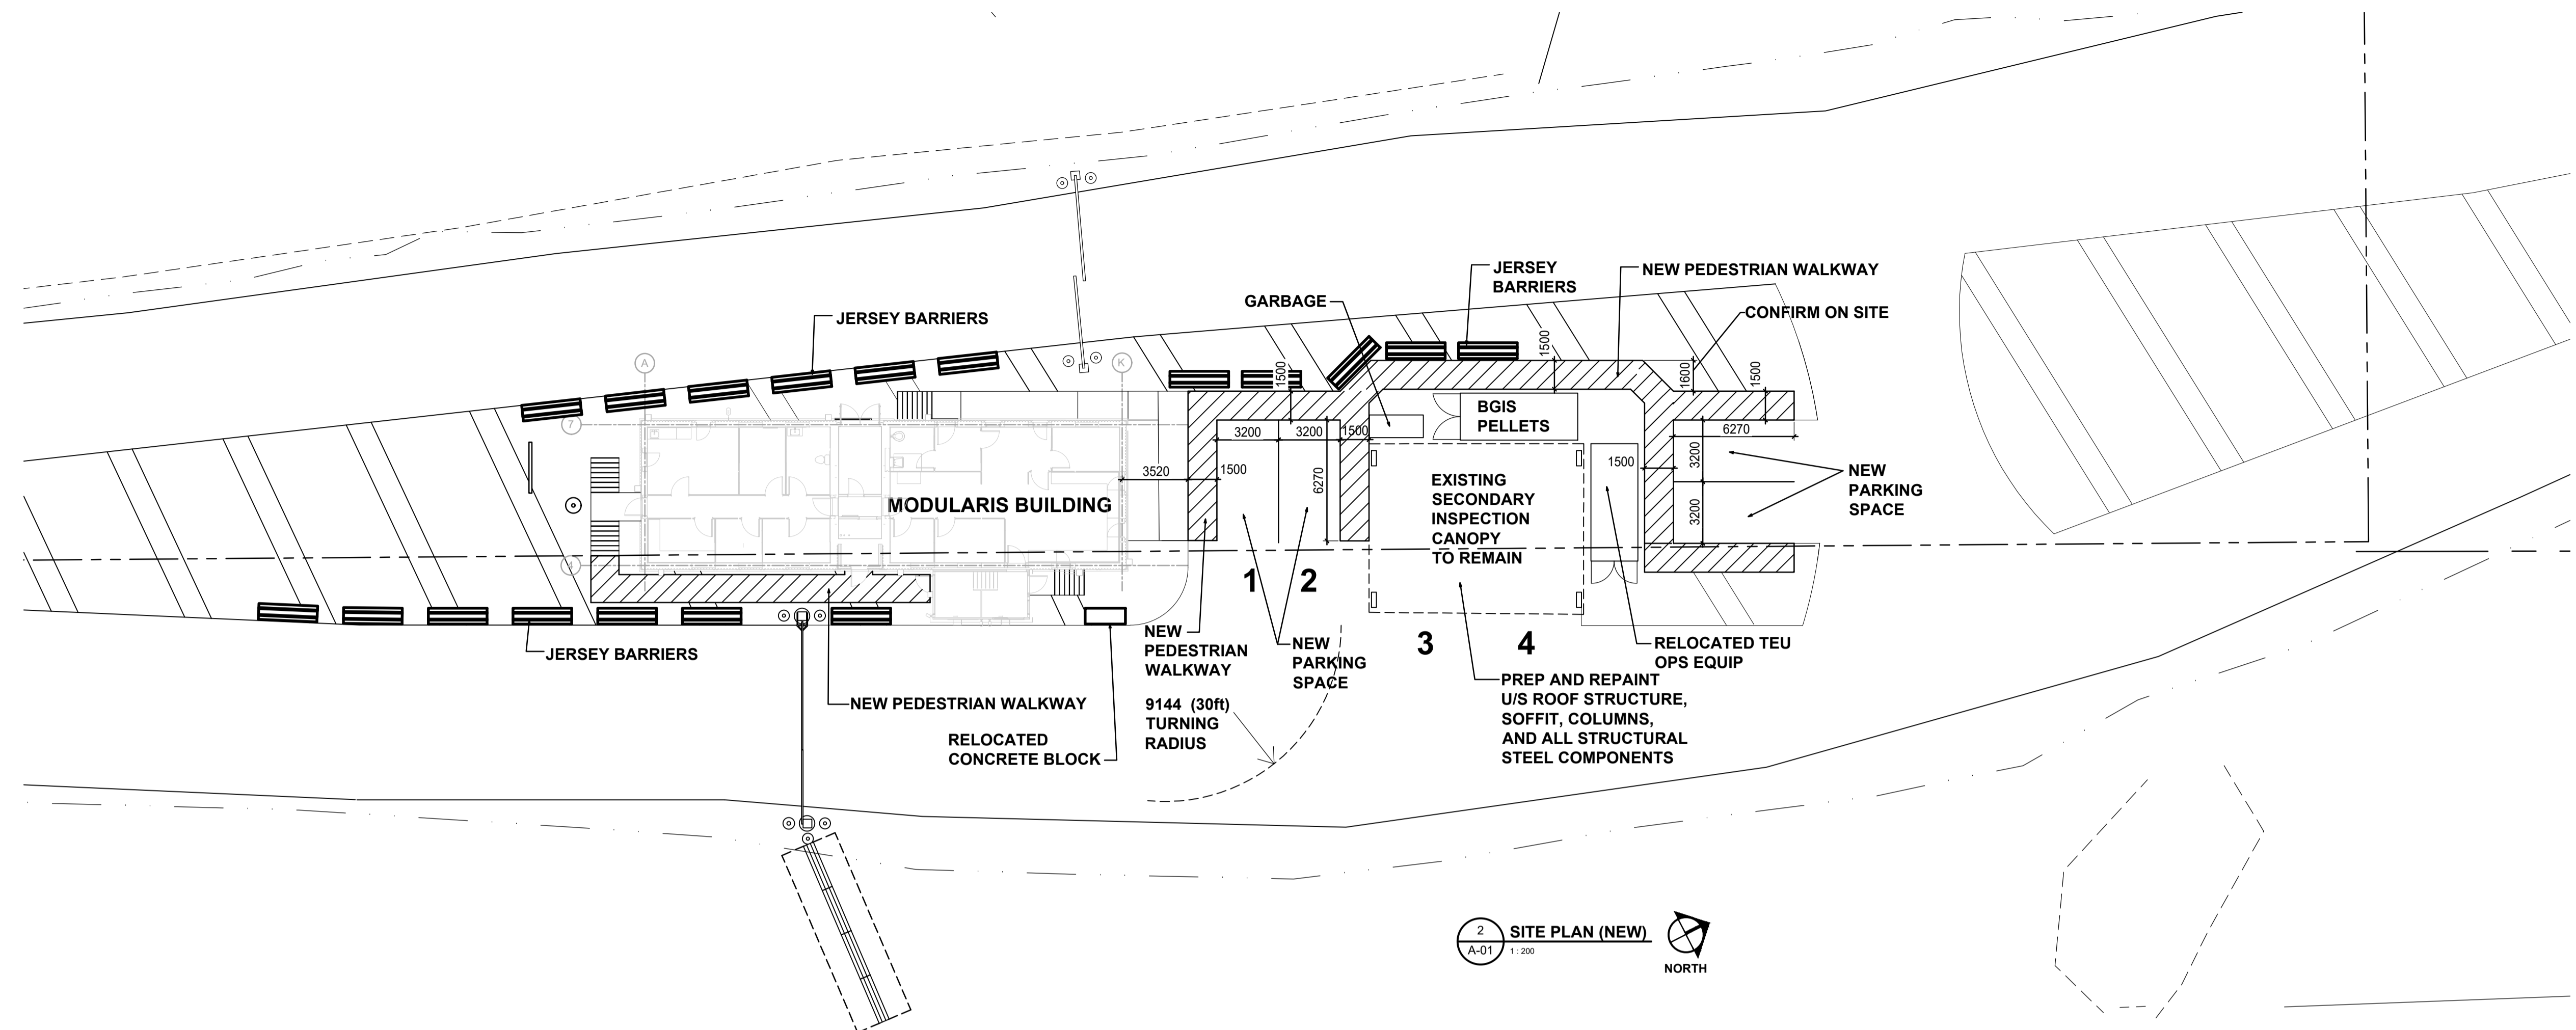 JERSEY
BARRIERS
NEW PEDESTRIAN WALKWAY
GARBAGE
CONFIRM ON SITE
JERSEY BARRIERS
1500
1500
1600
1500
A
K
7
4
BGIS
PELLETS
3200
3200
1500
6270
3520
1500
6270
1500
3200
3200
NEW
PARKING
SPACE
MODULARIS BUILDING
EXISTING
SECONDARY
INSPECTION
CANOPY
TO REMAIN
1
2
3
4
JERSEY BARRIERS
NEW
PEDESTRIAN
WALKWAY
NEW
PARKING
SPACE
RELOCATED TEU
OPS EQUIP
NEW PEDESTRIAN WALKWAY
RELOCATED
CONCRETE BLOCK
9144 (30ft)
TURNING
RADIUS
PREP AND REPAINT
U/S ROOF STRUCTURE,
SOFFIT, COLUMNS,
AND ALL STRUCTURAL
STEEL COMPONENTS
2
A-01
SITE PLAN (NEW)
1 : 200
NORTH